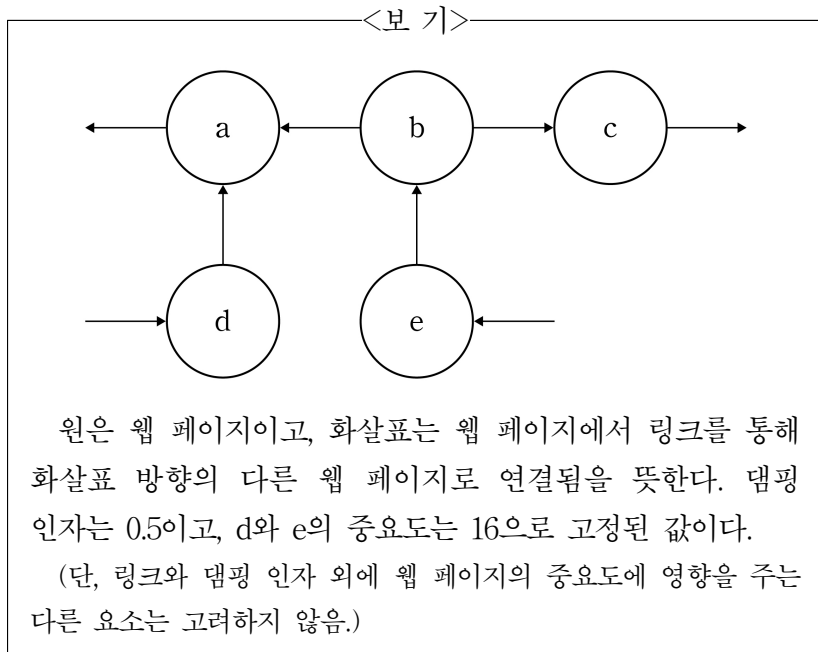 <보 기>
a b c
d e
원은 웹 페이지이고, 화살표는 웹 페이지에서 링크를 통해
화살표 방향의 다른 웹 페이지로 연결됨을 뜻한다. 댐핑
인자는 0.5이고, d와 e의 중요도는 16으로 고정된 값이다.
(단, 링크와 댐핑 인자 외에 웹 페이지의 중요도에 영향을 주는
다른 요소는 고려하지 않음.)